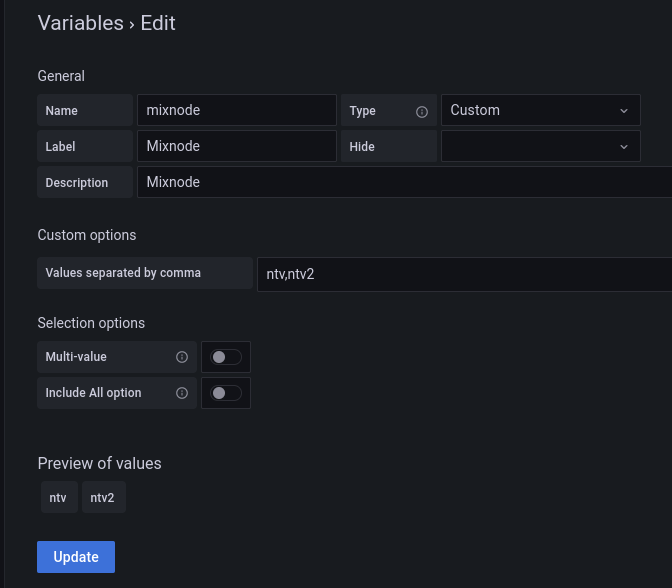 Variables › Edit
General
Name mixnode Type Custom
Label Mixnode Hide
Description Mixnode
Custom options
Values separated by comma ntv,ntv2
Selection options
Multi-value
Include All option
Preview of values
ntv ntv2
Update